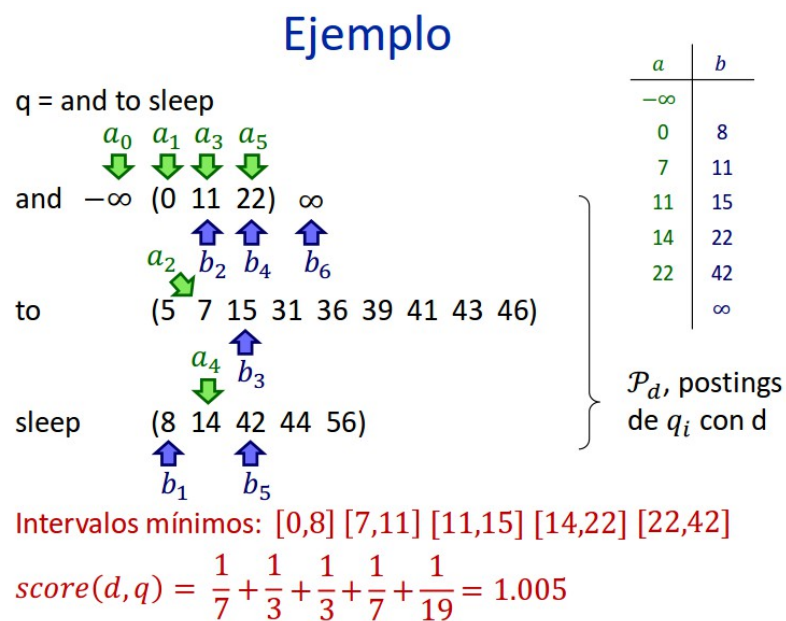 Ejemplo
q = and to sleep
a₀ a₁ a₃ a₅
and −∞ (0 11 22) ∞
a₂ b₂ b₄ b₆
to (5 7 15 31 36 39 41 43 46)
a₄ b₃
sleep (8 14 42 44 56)
b₁ b₅
a b
−∞
0 8
7 11
11 15
14 22
22 42
∞
𝒫_d, postings
de qᵢ con d
Intervalos mínimos: [0,8] [7,11] [11,15] [14,22] [22,42]
score(d,q) = 1/7 + 1/3 + 1/3 + 1/7 + 1/19 = 1.005